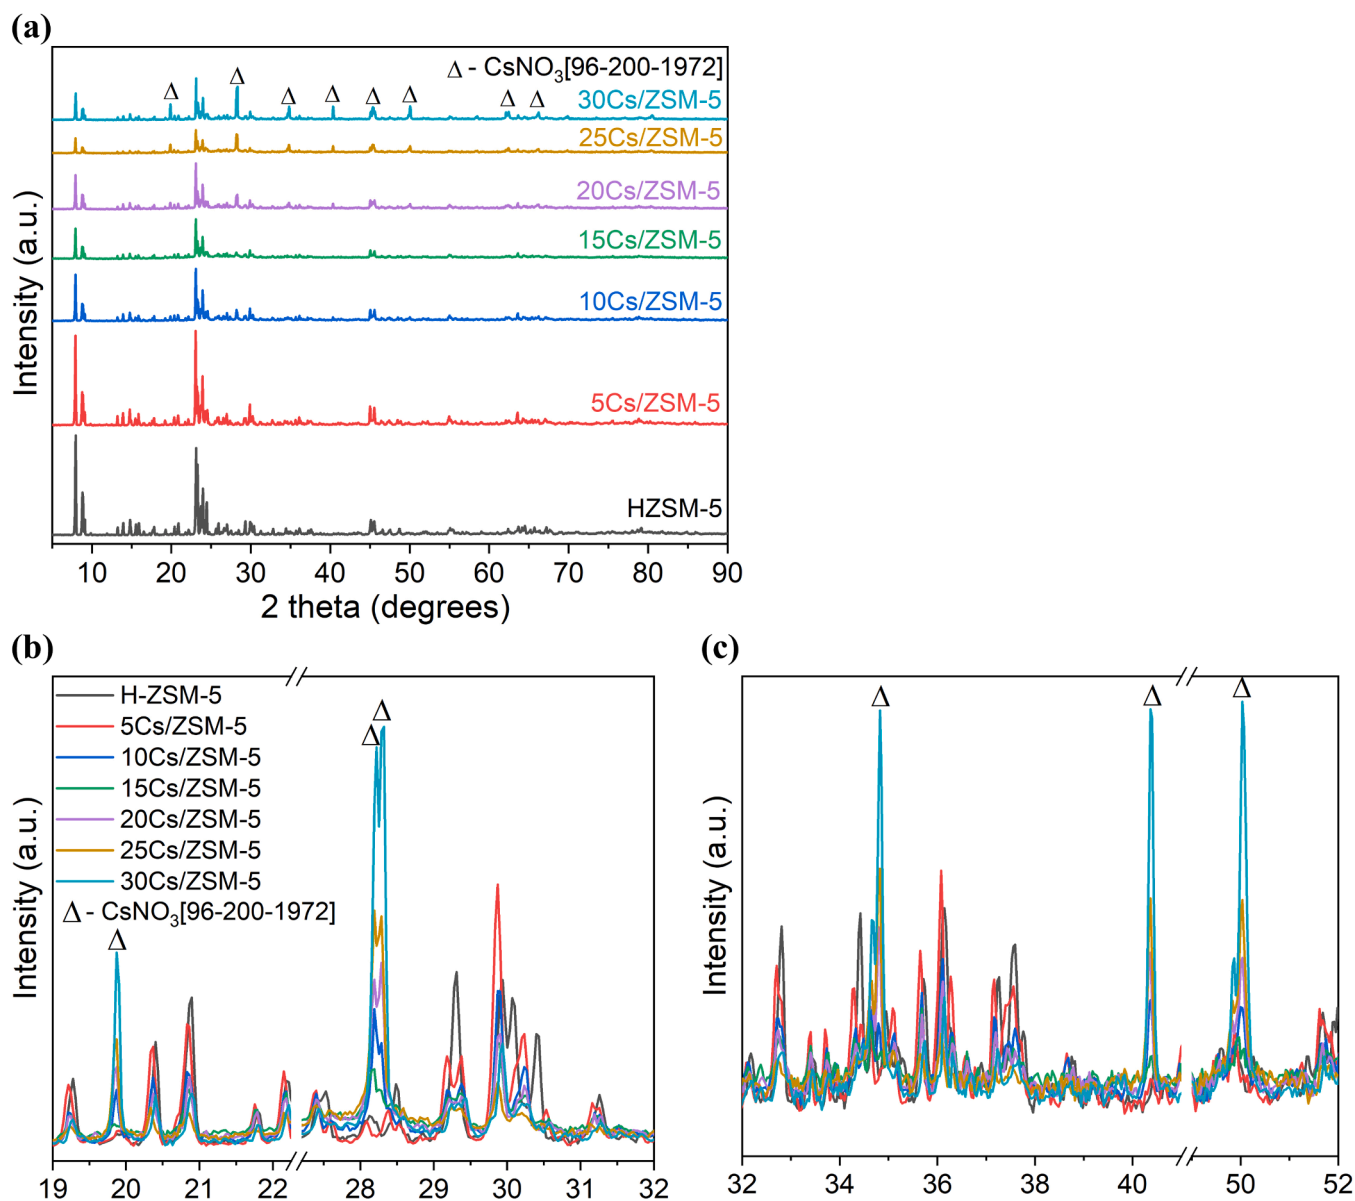 (a)
Δ - CsNO₃[96-200-1972]
Δ Δ Δ Δ Δ Δ Δ Δ
30Cs/ZSM-5
25Cs/ZSM-5
20Cs/ZSM-5
15Cs/ZSM-5
10Cs/ZSM-5
5Cs/ZSM-5
HZSM-5
Intensity (a.u.)
10 20 30 40 50 60 70 80 90
2 theta (degrees)
(b)
H-ZSM-5
5Cs/ZSM-5
10Cs/ZSM-5
15Cs/ZSM-5
20Cs/ZSM-5
25Cs/ZSM-5
30Cs/ZSM-5
Δ - CsNO₃[96-200-1972]
Δ Δ Δ
Intensity (a.u.)
19 20 21 22 28 29 30 31 32
(c)
Δ Δ Δ
Intensity (a.u.)
32 34 36 38 40 50 52